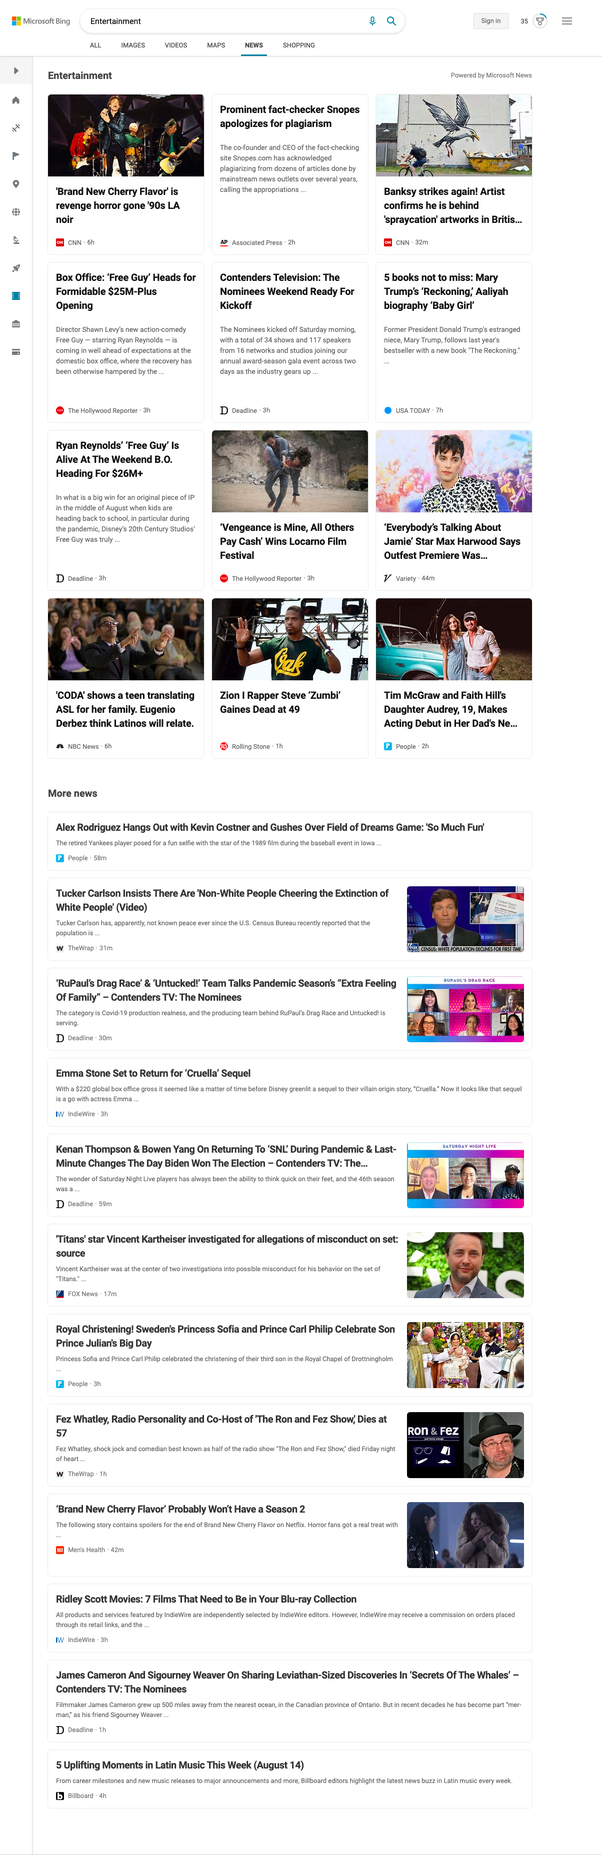 Microsoft Bing
Entertainment
Sign in
35
ALL IMAGES VIDEOS MAPS NEWS SHOPPING
Entertainment
Powered by Microsoft News
'Brand New Cherry Flavor' is
revenge horror gone '90s LA
noir
CNN · 6h
Prominent fact-checker Snopes
apologizes for plagiarism
The co-founder and CEO of the fact-checking
site Snopes.com has acknowledged
plagiarizing from dozens of articles done by
mainstream news outlets over several years,
calling the appropriations ...
AP Associated Press · 2h
Banksy strikes again! Artist
confirms he is behind
'spraycation' artworks in Britis...
CNN · 32m
Box Office: ‘Free Guy’ Heads for
Formidable $25M-Plus
Opening
Director Shawn Levy's new action-comedy
Free Guy — starring Ryan Reynolds — is
coming in well ahead of expectations at the
domestic box office, where the recovery has
been otherwise hampered by the ...
The Hollywood Reporter · 3h
Contenders Television: The
Nominees Weekend Ready For
Kickoff
The Nominees kicked off Saturday morning,
with a total of 34 shows and 117 speakers
from 16 networks and studios joining our
annual award-season gala event across two
days as the industry gears up ...
Deadline · 3h
5 books not to miss: Mary
Trump’s ‘Reckoning,’ Aaliyah
biography ‘Baby Girl’
Former President Donald Trump's estranged
niece, Mary Trump, follows last year's
bestseller with a new book "The Reckoning."
...
USA TODAY · 7h
Ryan Reynolds’ ‘Free Guy’ Is
Alive At The Weekend B.O.
Heading For $26M+
In what is a big win for an original piece of IP
in the middle of August when kids are
heading back to school, in particular during
the pandemic, Disney's 20th Century Studios'
Free Guy was truly ...
Deadline · 3h
‘Vengeance is Mine, All Others
Pay Cash’ Wins Locarno Film
Festival
The Hollywood Reporter · 3h
‘Everybody’s Talking About
Jamie’ Star Max Harwood Says
Outfest Premiere Was...
Variety · 44m
'CODA' shows a teen translating
ASL for her family. Eugenio
Derbez think Latinos will relate.
NBC News · 6h
Zion I Rapper Steve ‘Zumbi’
Gaines Dead at 49
Rolling Stone · 1h
Tim McGraw and Faith Hill's
Daughter Audrey, 19, Makes
Acting Debut in Her Dad's Ne...
People · 2h
More news
Alex Rodriguez Hangs Out with Kevin Costner and Gushes Over Field of Dreams Game: 'So Much Fun'
The retired Yankees player posed for a fun selfie with the star of the 1989 film during the baseball event in Iowa ...
People · 58m
Tucker Carlson Insists There Are 'Non-White People Cheering the Extinction of
White People' (Video)
Tucker Carlson has, apparently, not known peace ever since the U.S. Census Bureau recently reported that the
population is ...
TheWrap · 31m
CENSUS: WHITE POPULATION DECLINES FOR FIRST TIME
‘RuPaul’s Drag Race’ & ‘Untucked!’ Team Talks Pandemic Season’s “Extra Feeling
Of Family” – Contenders TV: The Nominees
The category is Covid-19 production realness, and the producing team behind RuPaul's Drag Race and Untucked! is
serving.
Deadline · 30m
RUPAUL'S DRAG RACE
Emma Stone Set to Return for ‘Cruella’ Sequel
With a $220 global box office gross it seemed like a matter of time before Disney greenlit a sequel to their villain origin story, “Cruella.” Now it looks like that sequel
is a go with actress Emma ...
IndieWire · 3h
Kenan Thompson & Bowen Yang On Returning To ‘SNL’ During Pandemic & Last-
Minute Changes The Day Biden Won The Election – Contenders TV: The...
The wonder of Saturday Night Live players has always been the ability to think quick on their feet, and the 46th season
was a ...
Deadline · 59m
SATURDAY NIGHT LIVE
'Titans' star Vincent Kartheiser investigated for allegations of misconduct on set:
source
Vincent Kartheiser was at the center of two investigations into possible misconduct for his behavior on the set of
"Titans." ...
FOX News · 17m
Royal Christening! Sweden's Princess Sofia and Prince Carl Philip Celebrate Son
Prince Julian's Big Day
Princess Sofia and Prince Carl Philip celebrated the christening of their third son in the Royal Chapel of Drottningholm
...
People · 3h
Fez Whatley, Radio Personality and Co-Host of 'The Ron and Fez Show,' Dies at
57
Fez Whatley, shock jock and comedian best known as half of the radio show "The Ron and Fez Show," died Friday night
of heart ...
TheWrap · 1h
RON & FEZ
‘Brand New Cherry Flavor’ Probably Won’t Have a Season 2
The following story contains spoilers for the end of Brand New Cherry Flavor on Netflix. Horror fans got a real treat with
...
Men's Health · 42m
Ridley Scott Movies: 7 Films That Need to Be in Your Blu-ray Collection
All products and services featured by IndieWire are independently selected by IndieWire editors. However, IndieWire may receive a commission on orders placed
through its retail links, and the ...
IndieWire · 3h
James Cameron And Sigourney Weaver On Sharing Leviathan-Sized Discoveries In ‘Secrets Of The Whales’ –
Contenders TV: The Nominees
Filmmaker James Cameron grew up 500 miles away from the nearest ocean, in the Canadian province of Ontario. But in recent decades he has become part “mer-
man,” as his friend Sigourney Weaver ...
Deadline · 1h
5 Uplifting Moments in Latin Music This Week (August 14)
From career milestones and new music releases to major announcements and more, Billboard editors highlight the latest news buzz in Latin music every week.
Billboard · 4h